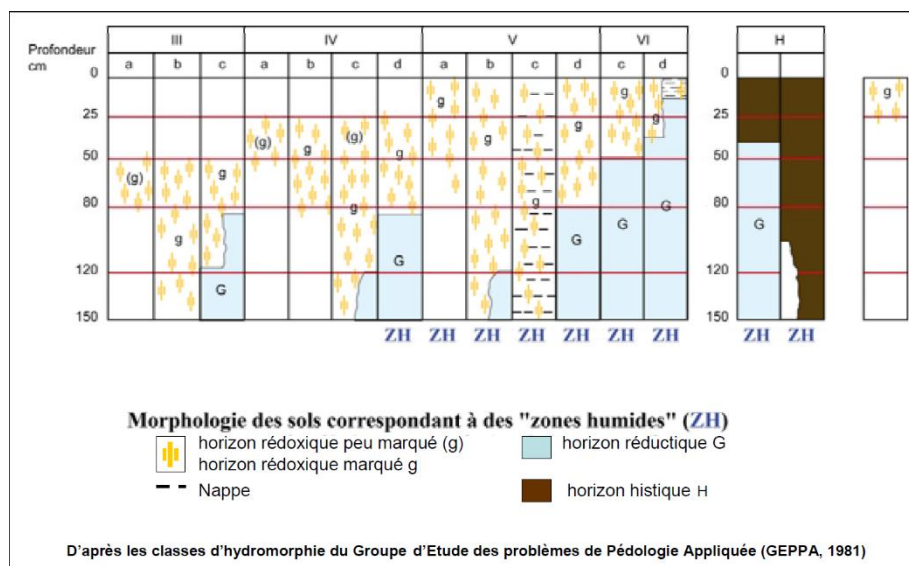 III IV V VI H
Profondeur
cm a b c a b c d a b c d c d
0 0
g g g g
25 25
(g) (g) g g g g g
50 50
(g) g g
80 g g 80
g G G G G G
120 120
G
150 150
ZH ZH ZH ZH ZH ZH ZH ZH ZH
Morphologie des sols correspondant à des "zones humides" (ZH)
horizon rédoxique peu marqué (g) horizon réductique G
horizon rédoxique marqué g
Nappe horizon histique H
D'après les classes d'hydromorphie du Groupe d'Etude des problèmes de Pédologie Appliquée (GEPPA, 1981)